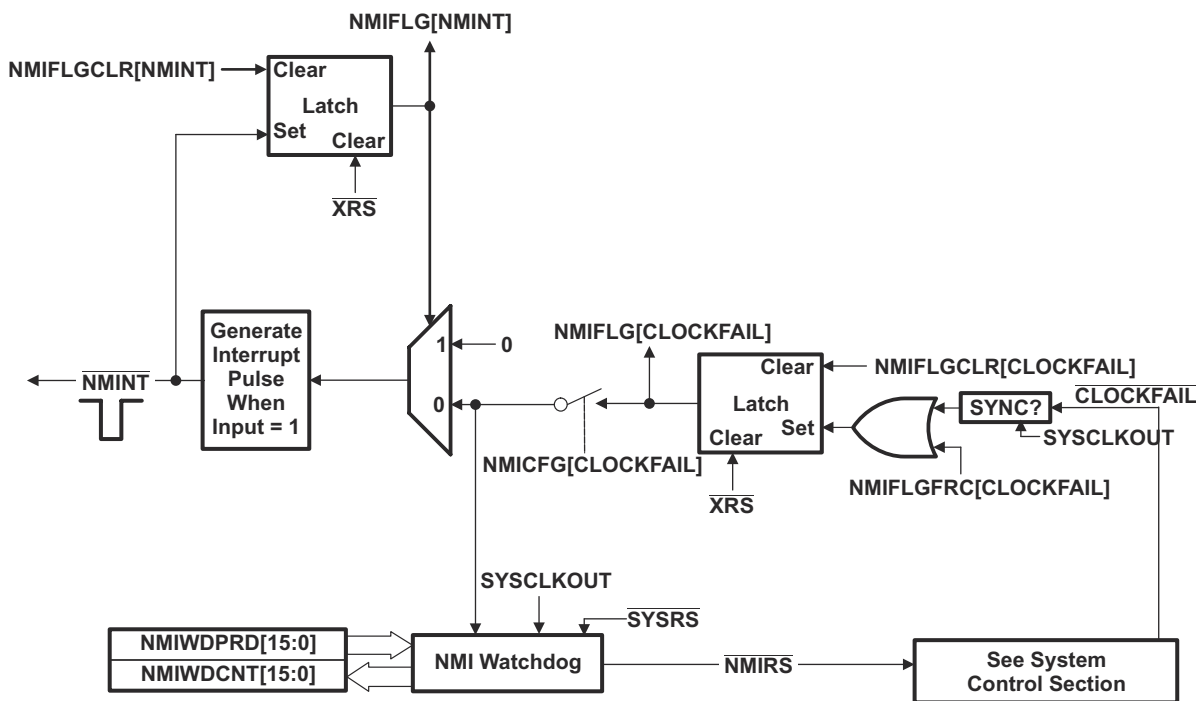 NMIFLG[NMINT]
NMIFLGCLR[NMINT]
Clear
Latch
Set
Clear
XRS
Generate
Interrupt
Pulse
When
Input = 1
NMINT
1
0
0
NMIFLG[CLOCKFAIL]
NMICFG[CLOCKFAIL]
Clear
Latch
Set
Clear
XRS
NMIFLGCLR[CLOCKFAIL]
CLOCKFAIL
SYNC?
SYSCLKOUT
NMIFLGFRC[CLOCKFAIL]
SYSCLKOUT
SYSRS
NMIWDPRD[15:0]
NMIWDCNT[15:0]
NMI Watchdog
NMIRS
See System
Control Section